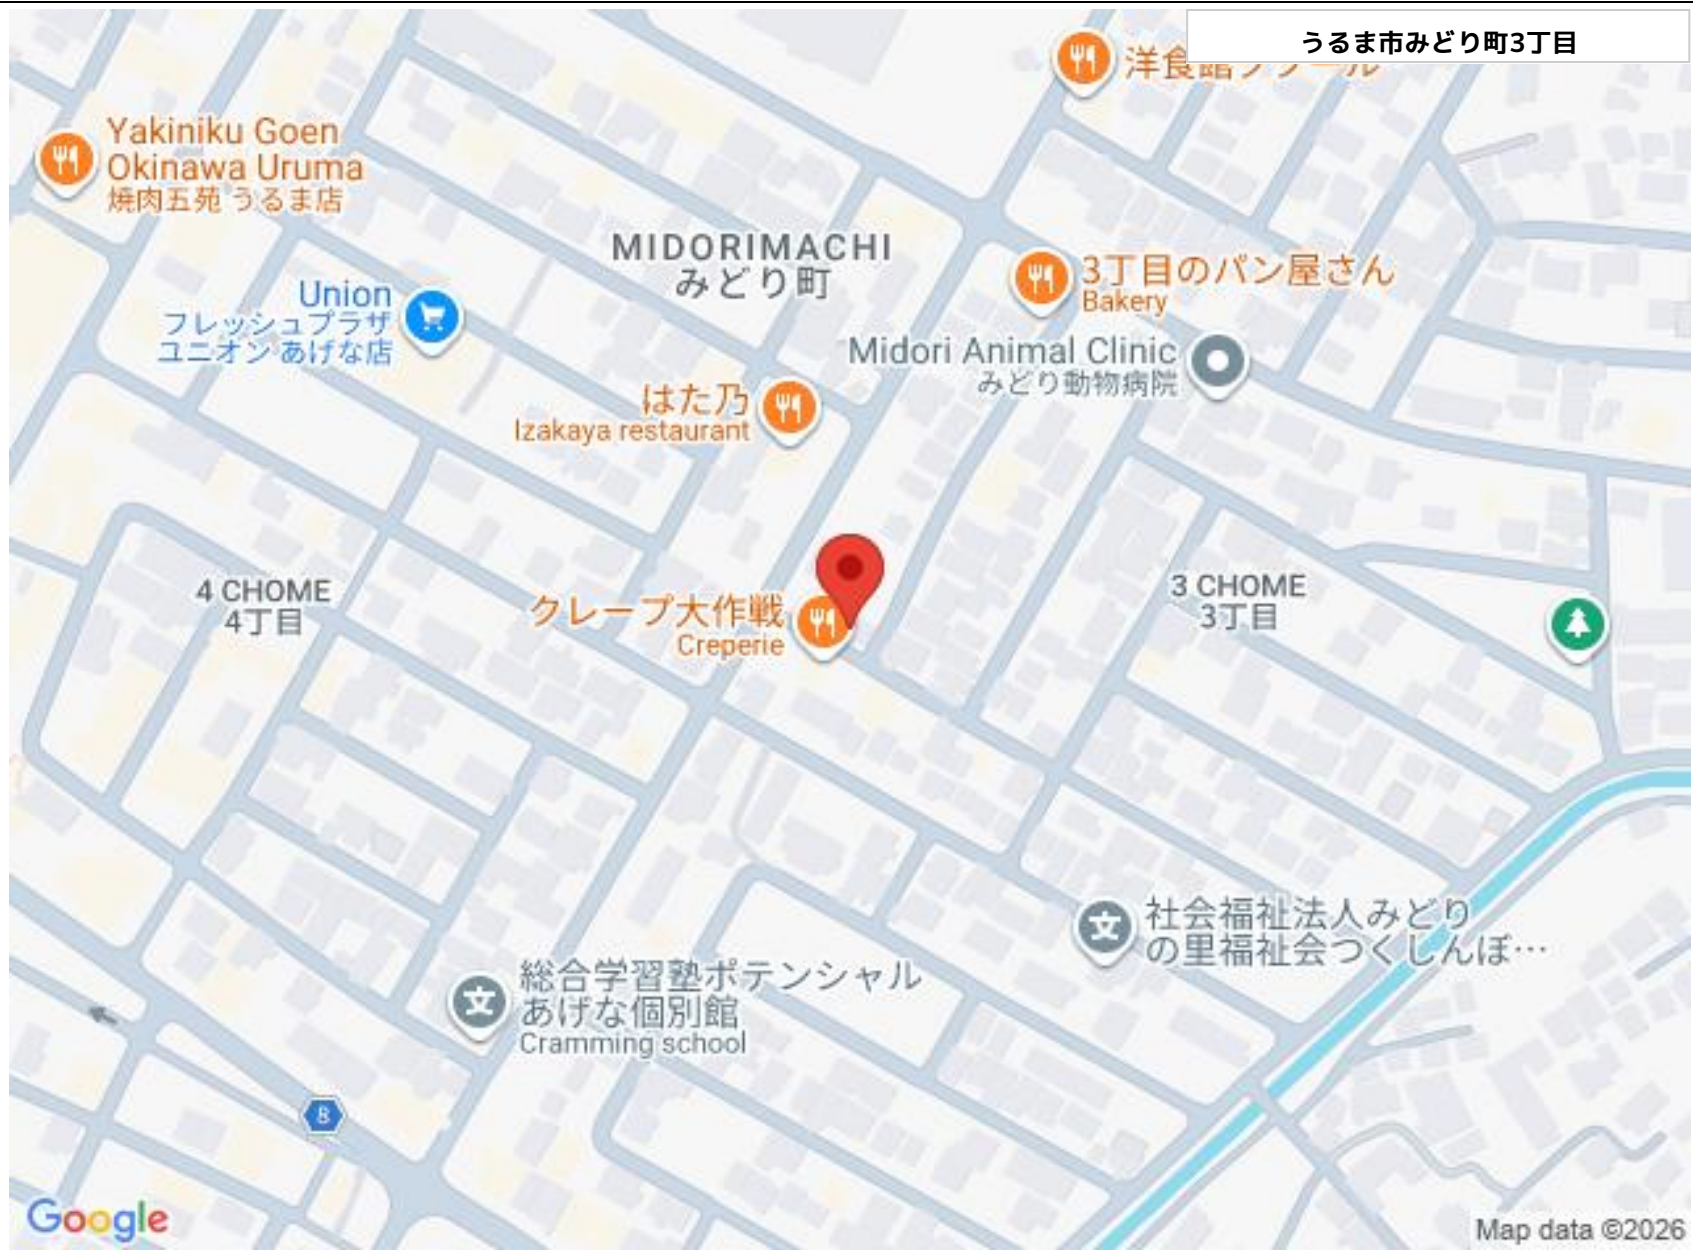 うるま市みどり町3丁目
洋食館
Yakiniku Goen
Okinawa Uruma
焼肉五苑 うるま店
MIDORIMACHI
みどり町
3丁目のパン屋さん
Bakery
Union
フレッシュプラザ
ユニオン あげな店
Midori Animal Clinic
みどり動物病院
はた乃
Izakaya restaurant
4 CHOME
4丁目
クレープ大作戦
Creperie
3 CHOME
3丁目
社会福祉法人みどり
の里福祉会つくしんぼ…
総合学習塾ポテンシャル
あげな個別館
Cramming school
8
Google
Map data ©2026